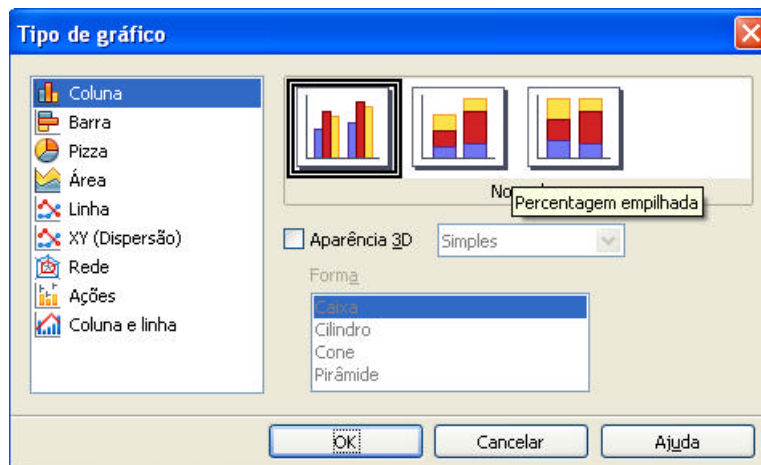 Tipo de gráfico
Coluna
Barra
Pizza
Área
Linha
XY (Dispersão)
Rede
Ações
Coluna e linha
Percentagem empilhada
Aparência 3D
Simples
Forma
Caixa
Cilindro
Cone
Pirâmide
OK
Cancelar
Ajuda